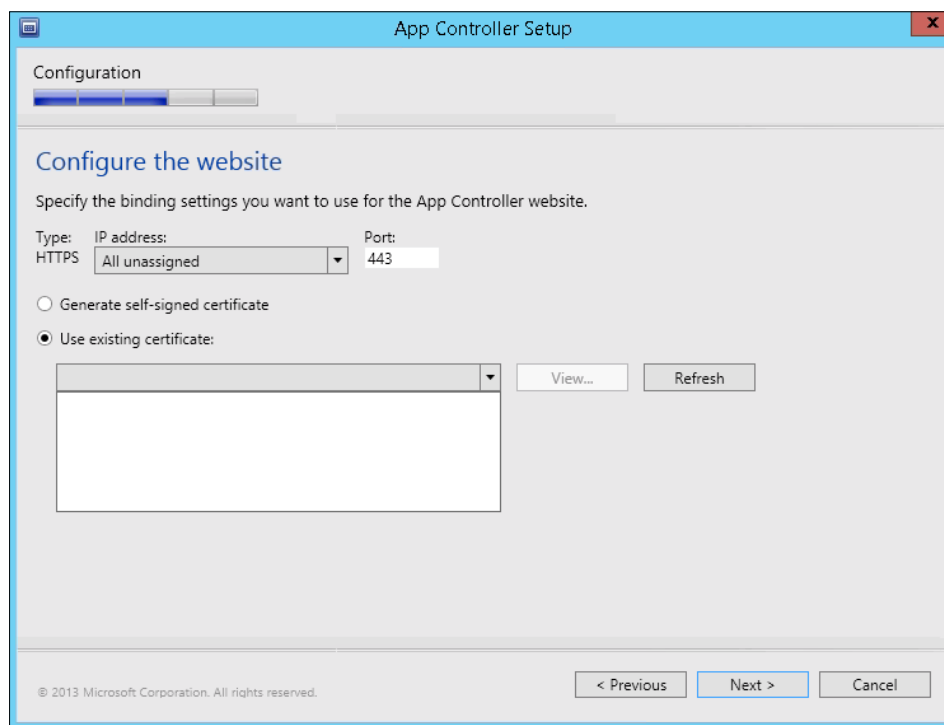 App Controller Setup
x
Configuration
Configure the website
Specify the binding settings you want to use for the App Controller website.
Type: IP address: Port:
HTTPS All unassigned 443
Generate self-signed certificate
Use existing certificate:
View... Refresh
© 2013 Microsoft Corporation. All rights reserved.
< Previous Next > Cancel